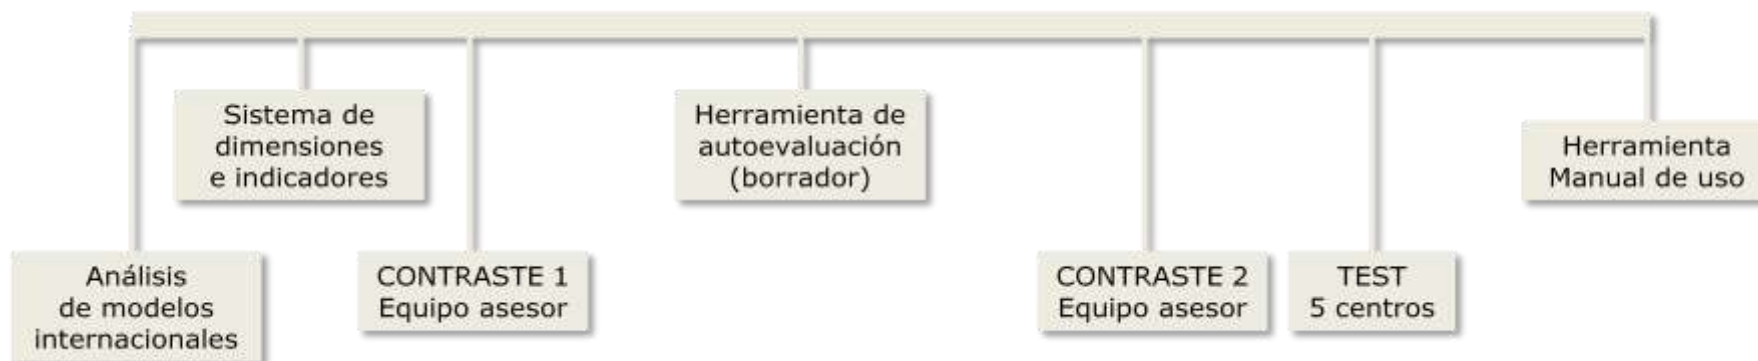 Sistema de
dimensiones
e indicadores
Herramienta de
autoevaluación
(borrador)
Herramienta
Manual de uso
Análisis
de modelos
internacionales
CONTRASTE 1
Equipo asesor
CONTRASTE 2
Equipo asesor
TEST
5 centros